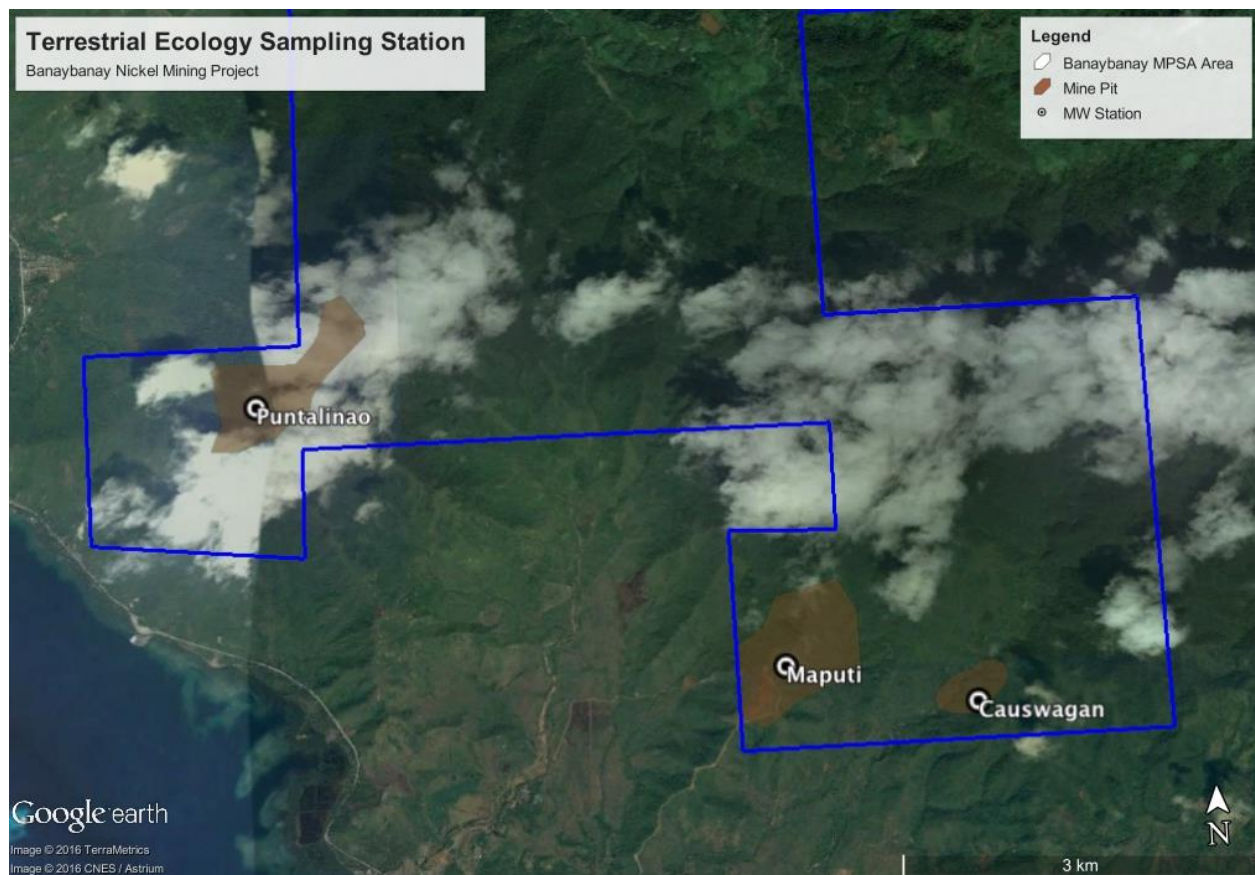 Terrestrial Ecology Sampling Station
Banaybanay Nickel Mining Project
Legend
Banaybanay MPSA Area
Mine Pit
MW Station
Puntalinao
Maputi
Causwagan
Google earth
Image © 2016 TerraMetrics
Image © 2016 CNES / Astrium
N
3 km